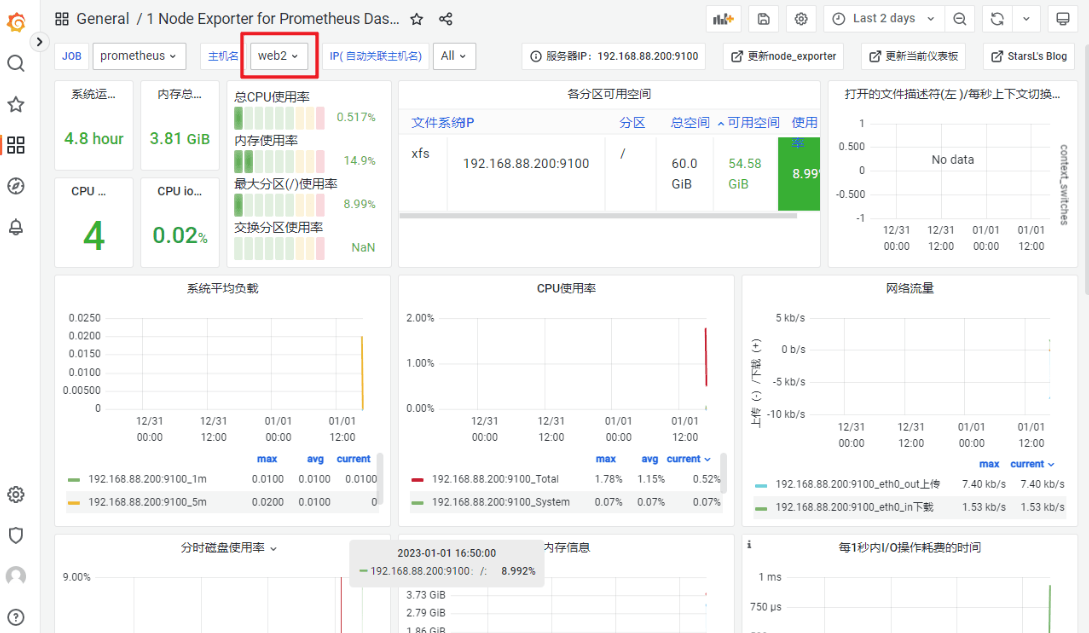 General / 1 Node Exporter for Prometheus Das...
Last 2 days
JOB prometheus 主机名 web2 IP(自动关联主机名) All 服务器IP：192.168.88.200:9100 更新node_exporter 更新当前仪表板 StarsL's Blog
系统运...
4.8 hour
内存总...
3.81 GiB
CPU ...
4
CPU io...
0.02%
总CPU使用率
0.517%
内存使用率
14.9%
最大分区(/)使用率
8.99%
交换分区使用率
NaN
各分区可用空间
文件系统 IP 分区 总空间 可用空间 使用率
xfs 192.168.88.200:9100 / 60.0 GiB 54.58 GiB 8.99%
打开的文件描述符(左 )/每秒上下文切换...
1
0.500
0
-0.500
-1
No data
context_switches
12/31 00:00 12/31 12:00 01/01 00:00 01/01 12:00
系统平均负载
0.0250
0.0200
0.0150
0.0100
0.00500
0
12/31 00:00 12/31 12:00 01/01 00:00 01/01 12:00
max avg current
192.168.88.200:9100_1m 0.0100 0.0100 0.0100
192.168.88.200:9100_5m 0.0200 0.0100 0
CPU使用率
2.00%
1.00%
0.00%
12/31 00:00 12/31 12:00 01/01 00:00 01/01 12:00
max avg current
192.168.88.200:9100_Total 1.78% 1.15% 0.52%
192.168.88.200:9100_System 0.07% 0.07% 0.07%
网络流量
5 kb/s
0 b/s
-5 kb/s
-10 kb/s
上传（-）/下载（+）
12/31 00:00 12/31 12:00 01/01 00:00 01/01 12:00
max current
192.168.88.200:9100_eth0_out上传 7.40 kb/s 7.40 kb/s
192.168.88.200:9100_eth0_in下载 1.53 kb/s 1.53 kb/s
分时磁盘使用率
9.00%
2023-01-01 16:50:00
192.168.88.200:9100： /: 8.992%
内存信息
3.73 GiB
2.79 GiB
1.86 GiB
i
每1秒内I/O操作耗费的时间
1 ms
750 µs